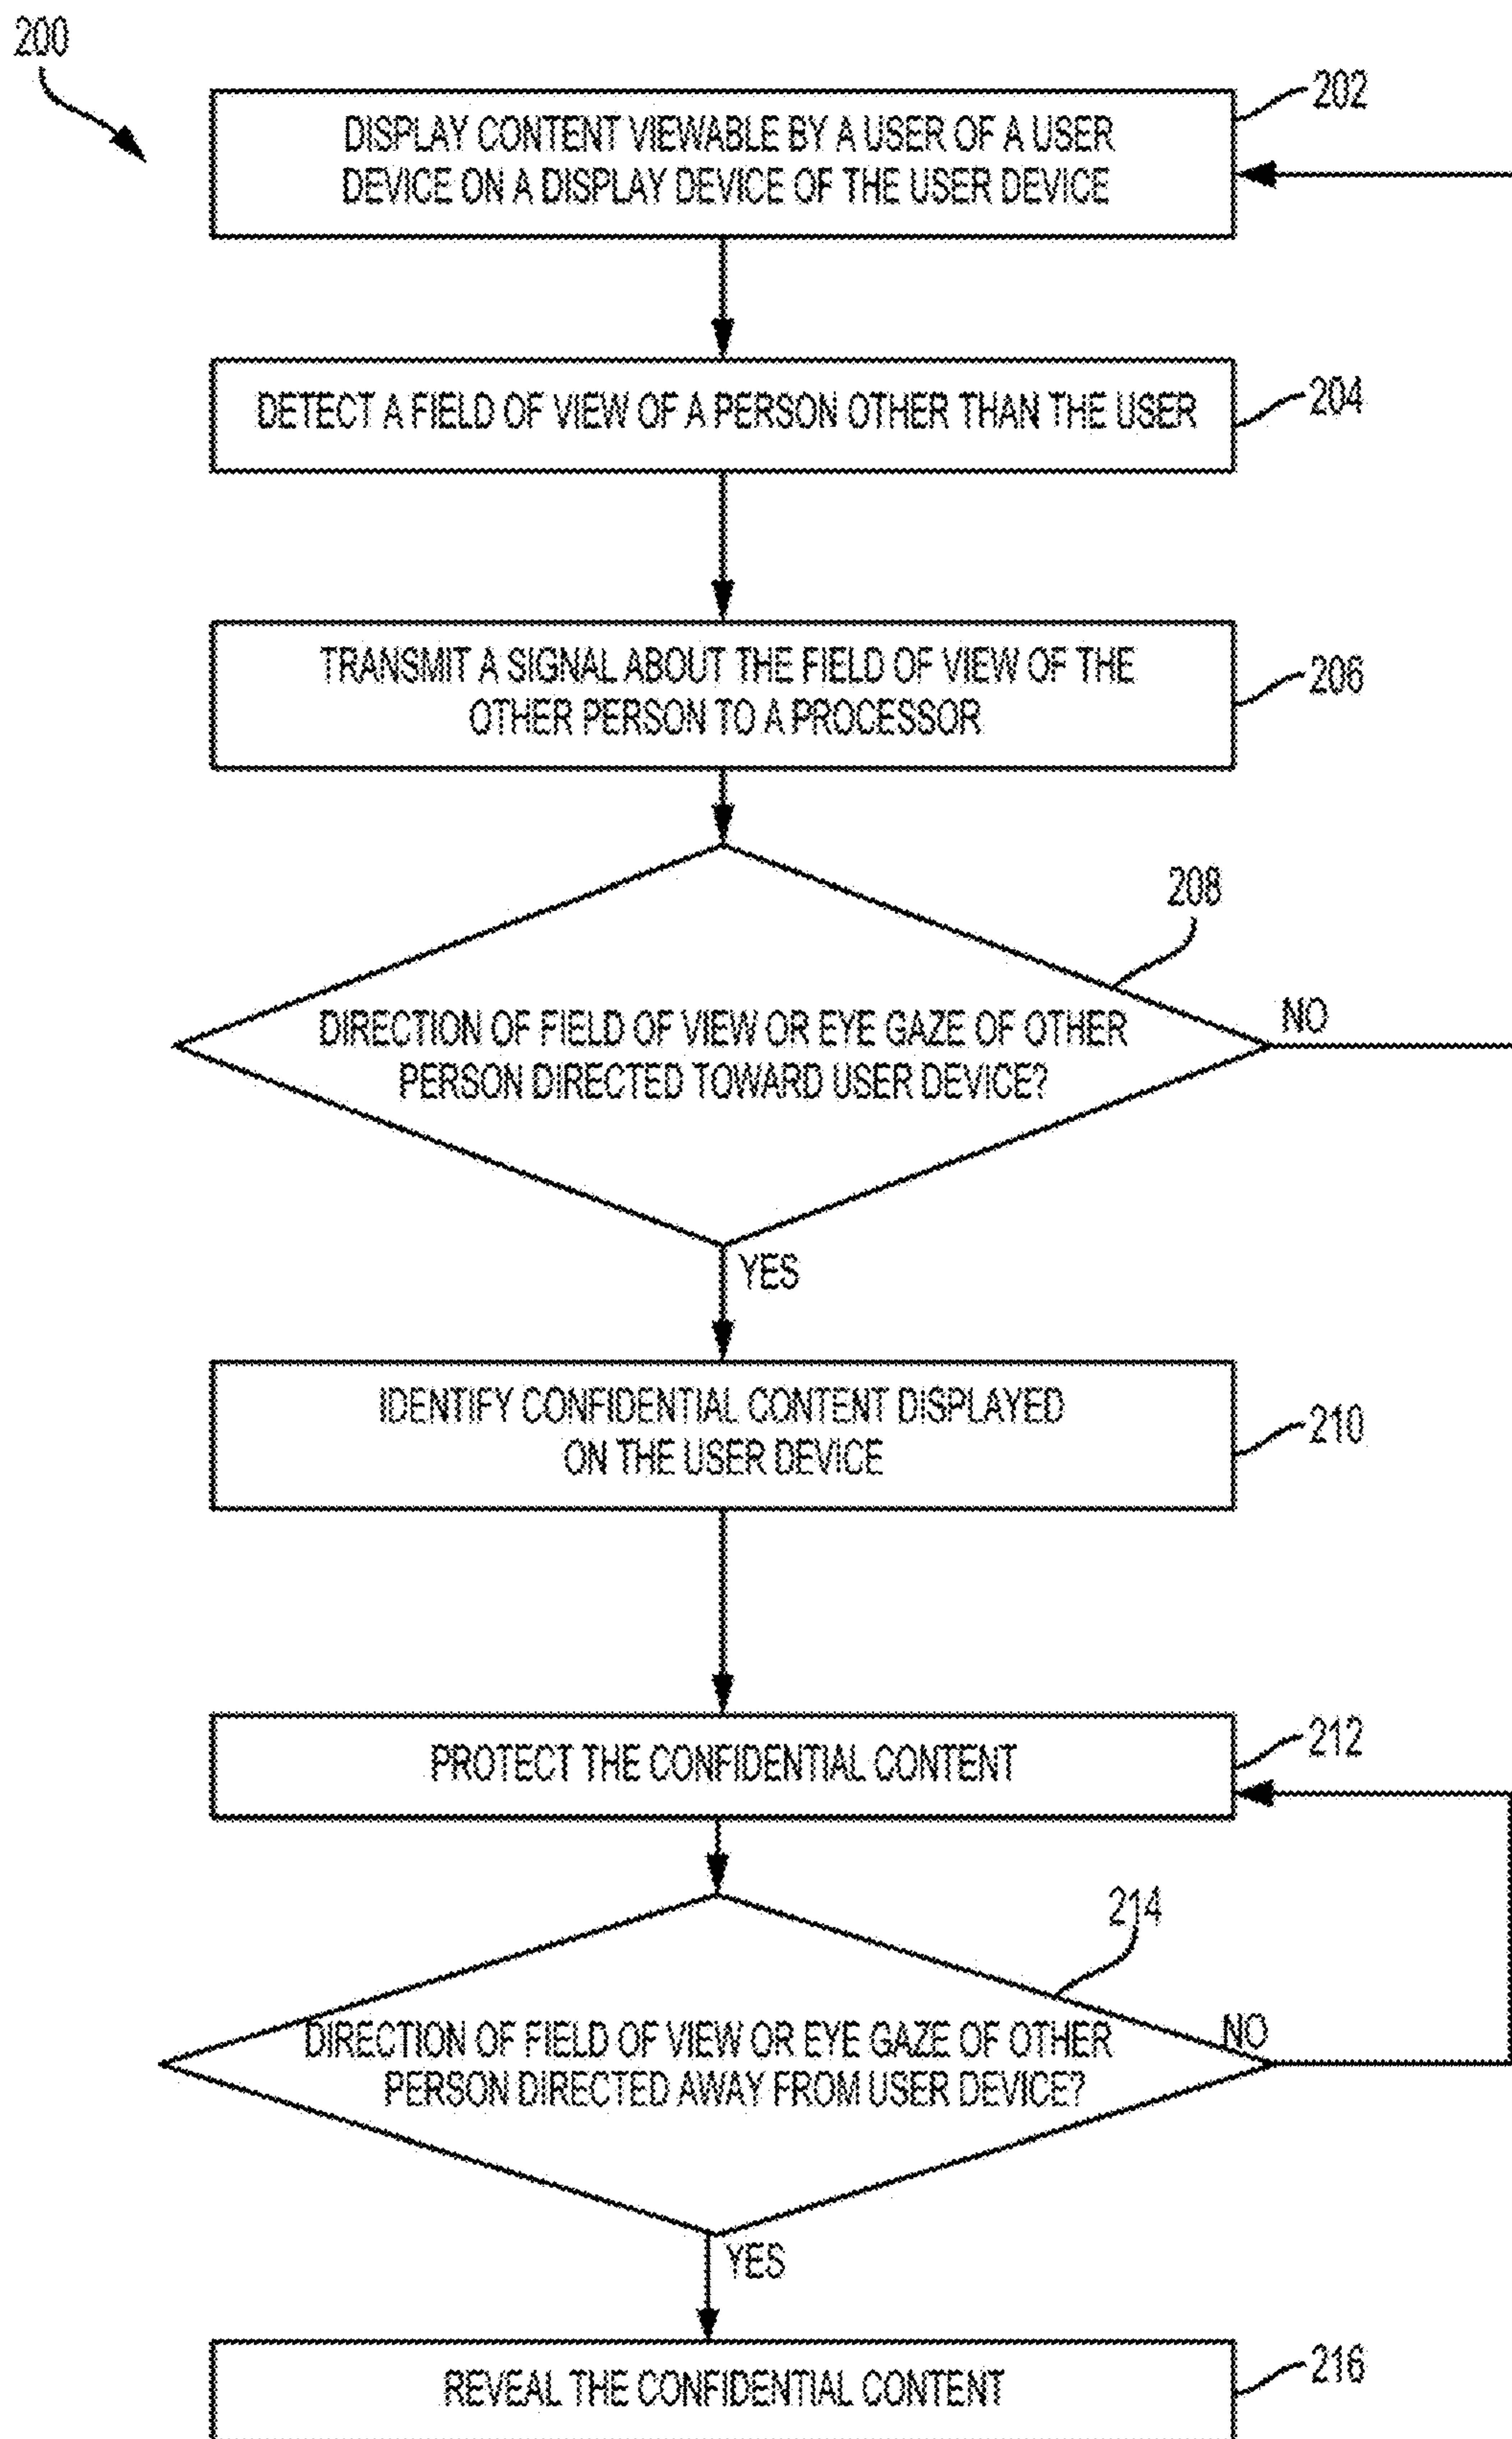 200
202
DISPLAY CONTENT VIEWABLE BY A USER OF A USER
DEVICE ON A DISPLAY DEVICE OF THE USER DEVICE
204
DETECT A FIELD OF VIEW OF A PERSON OTHER THAN THE USER
206
TRANSMIT A SIGNAL ABOUT THE FIELD OF VIEW OF THE
OTHER PERSON TO A PROCESSOR
208
NO
DIRECTION OF FIELD OF VIEW OR EYE GAZE OF OTHER
PERSON DIRECTED TOWARD USER DEVICE?
YES
IDENTIFY CONFIDENTIAL CONTENT DISPLAYED
ON THE USER DEVICE
210
212
PROTECT THE CONFIDENTIAL CONTENT
214
NO
DIRECTION OF FIELD OF VIEW OR EYE GAZE OF OTHER
PERSON DIRECTED AWAY FROM USER DEVICE?
YES
216
REVEAL THE CONFIDENTIAL CONTENT